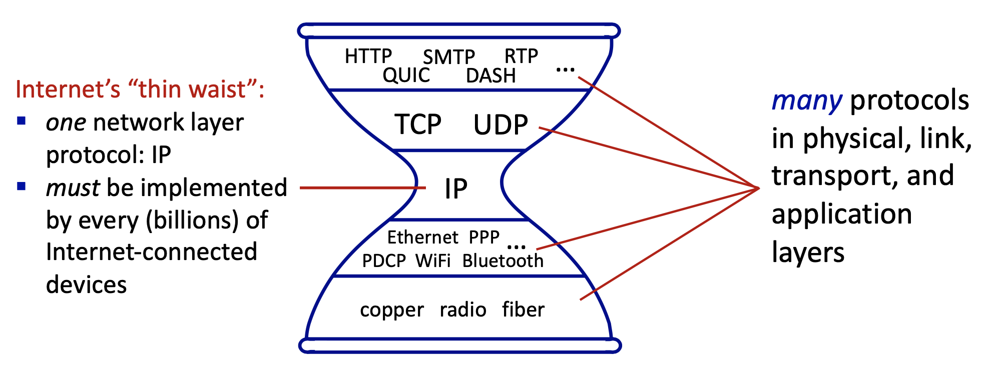 Internet’s “thin waist”:
▪ one network layer
protocol: IP
▪ must be implemented
by every (billions) of
Internet-connected
devices
HTTP SMTP RTP
QUIC DASH ...
TCP UDP
IP
Ethernet PPP ...
PDCP WiFi Bluetooth
copper radio fiber
many protocols
in physical, link,
transport, and
application
layers